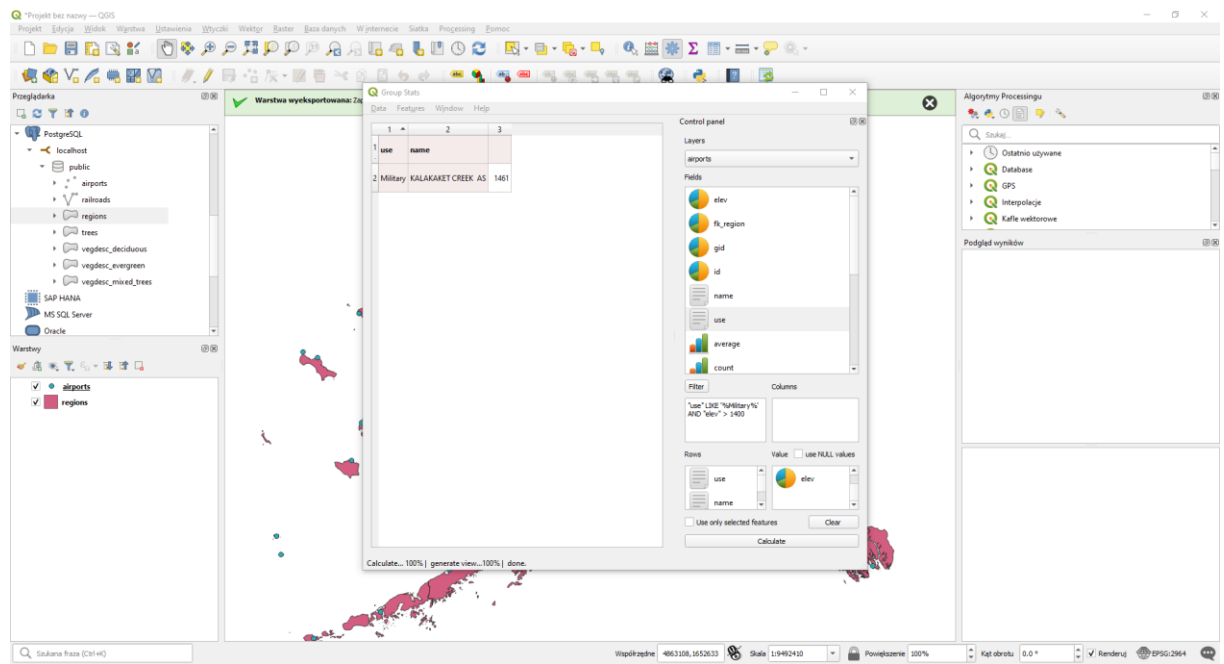 *Projekt bez nazwy — QGIS
Projekt Edycja Widok Warstwa Ustawienia Wtyczki Wektor Raster Baza danych W internecie Siatka Processing Pomoc
Przeglądarka
PostgreSQL
localhost
public
airports
railroads
regions
trees
vegdesc_deciduous
vegdesc_evergreen
vegdesc_mixed_trees
SAP HANA
MS SQL Server
Oracle
Warstwy
airports
regions
Warstwa wyeksportowana:
Group Stats
Data Features Window Help
1 2 3
1 use name
2 Military KALAKAKET CREEK AS 1461
Control panel
Layers
airports
Fields
elev
fk_region
gid
id
name
use
average
count
Filter Columns
"use" LIKE '%Military%'
AND "elev" > 1400
Rows Value use NULL values
use elev
name
Use only selected features Clear
Calculate
Calculate... 100% | generate view...100% | done.
Algorytmy Processingu
Szukaj...
Ostatnio używane
Database
GPS
Interpolacje
Kafle wektorowe
Podgląd wyników
Szukana fraza (Ctrl+K)
Współrzędne 4863108,1652633 Skala 1:9492410 Powiększenie 100% Kąt obrotu 0.0 ° Renderuj EPSG:2964